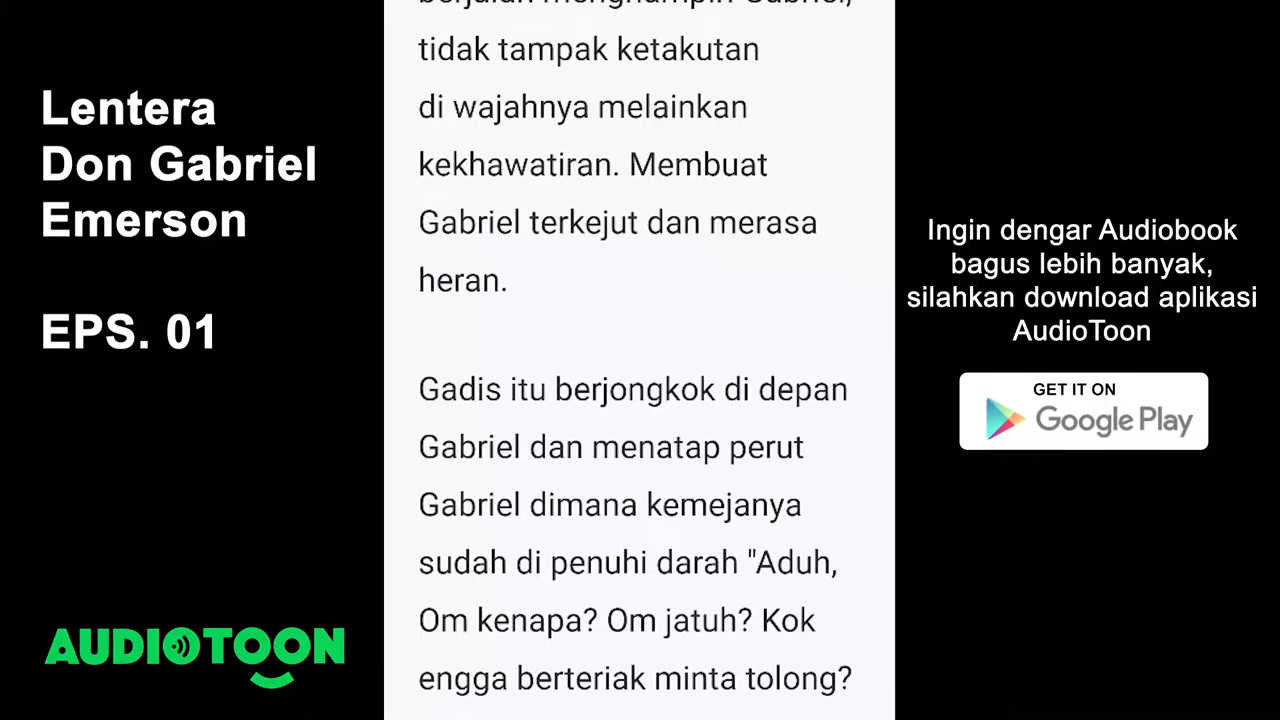 Lentera
Don Gabriel
Emerson
EPS. 01
AUDIOTOON
tidak tampak ketakutan
di wajahnya melainkan
kekhawatiran. Membuat
Gabriel terkejut dan merasa
heran.
Gadis itu berjongkok di depan
Gabriel dan menatap perut
Gabriel dimana kemejanya
sudah di penuhi darah "Aduh,
Om kenapa? Om jatuh? Kok
engga berteriak minta tolong?
Ingin dengar Audiobook
bagus lebih banyak,
silahkan download aplikasi
AudioToon
GET IT ON
Google Play